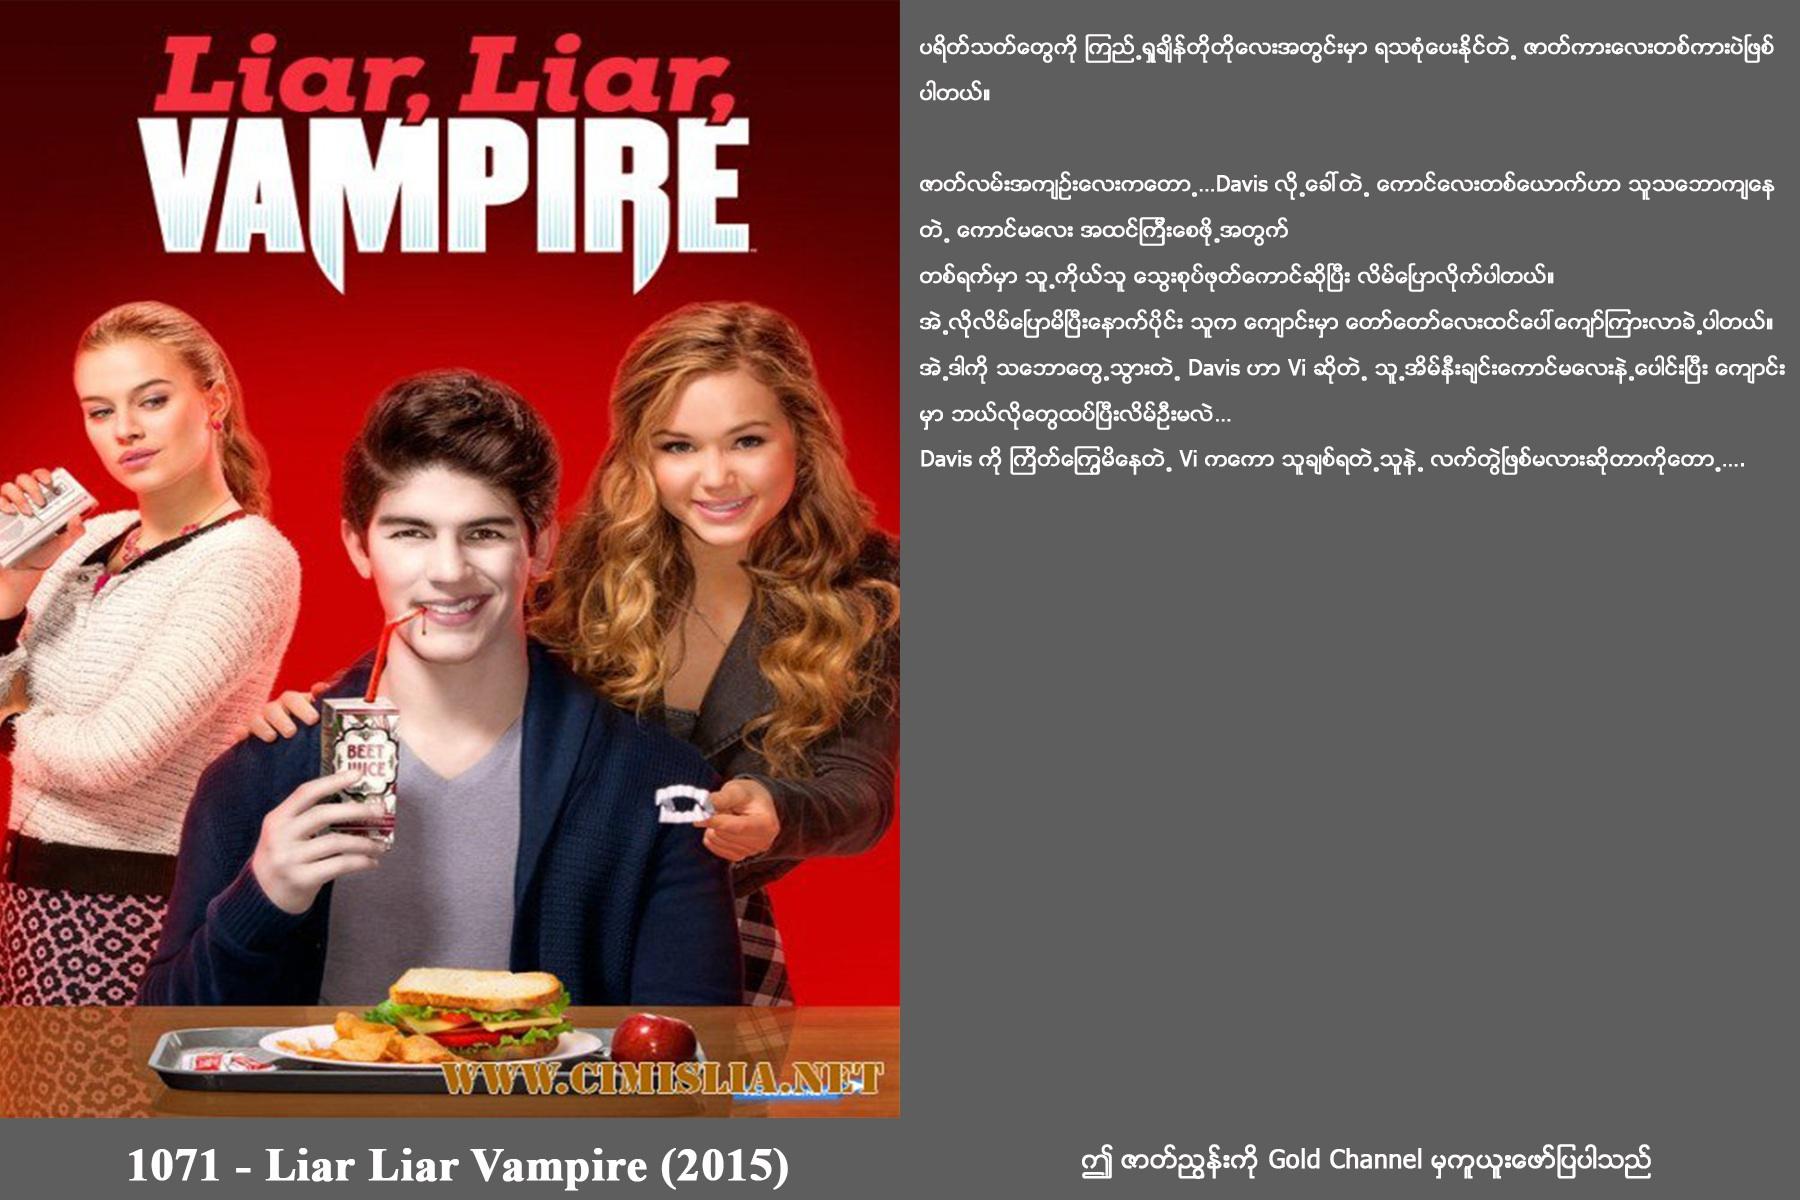 Liar, Liar,
VAMPIRE
BEET
JUICE
WWW.CIMISLIA.NET
1071 - Liar Liar Vampire (2015)
ပရိတ်သတ်တွေကို ကြည့်ရှုချိန်တိုတိုလေးအတွင်းမှာ ရသစုံပေးနိုင်တဲ့ ဇာတ်ကားလေးတစ်ကားပဲဖြစ်
ပါတယ်။
ဇာတ်လမ်းအကျဉ်းလေးကတော့...Davis လို့ခေါ်တဲ့ ကောင်လေးတစ်ယောက်ဟာ သူသဘောကျနေ
တဲ့ ကောင်မလေး အထင်ကြီးစေဖို့အတွက်
တစ်ရက်မှာ သူ့ကိုယ်သူ သွေးစုပ်ဖုတ်ကောင်ဆိုပြီး လိမ်ပြောလိုက်ပါတယ်။
အဲ့လိုလိမ်ပြောမိပြီးနောက်ပိုင်း သူက ကျောင်းမှာ တော်တော်လေးထင်ပေါ်ကျော်ကြားလာခဲ့ပါတယ်။
အဲ့ဒါကို သဘောတွေ့သွားတဲ့ Davis ဟာ Vi ဆိုတဲ့ သူ့အိမ်နီးချင်းကောင်မလေးနဲ့ပေါင်းပြီး ကျောင်း
မှာ ဘယ်လိုတွေထပ်ပြီးလိမ်ဦးမလဲ...
Davis ကို ကြိတ်ကြွေမိနေတဲ့ Vi ကကော သူချစ်ရတဲ့သူနဲ့ လက်တွဲဖြစ်မလားဆိုတာကိုတော့....
ဤ ဇာတ်ညွှန်းကို Gold Channel မှကူယူးဖော်ပြပါသည်